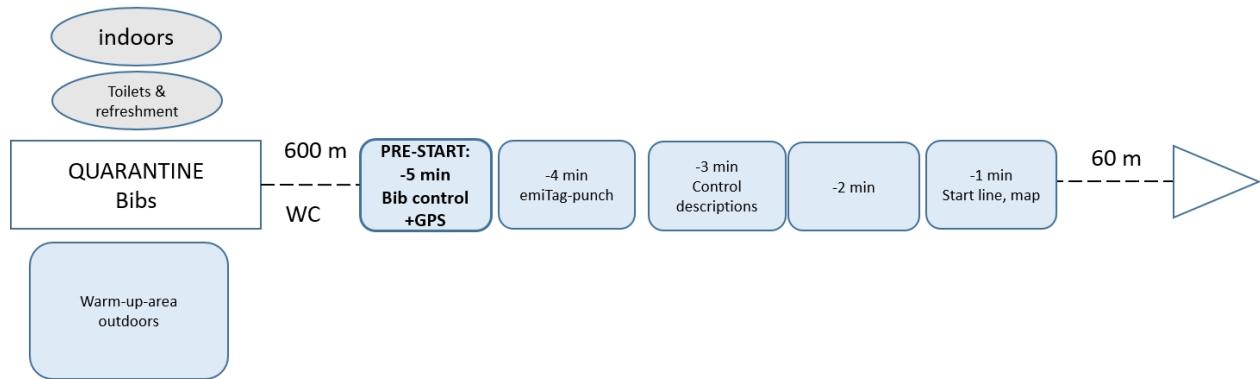 indoors
Toilets &
refreshment
QUARANTINE
Bibs
600 m
WC
PRE-START:
-5 min
Bib control
+GPS
-4 min
emiTag-punch
-3 min
Control
descriptions
-2 min
-1 min
Start line, map
60 m
Warm-up-area
outdoors